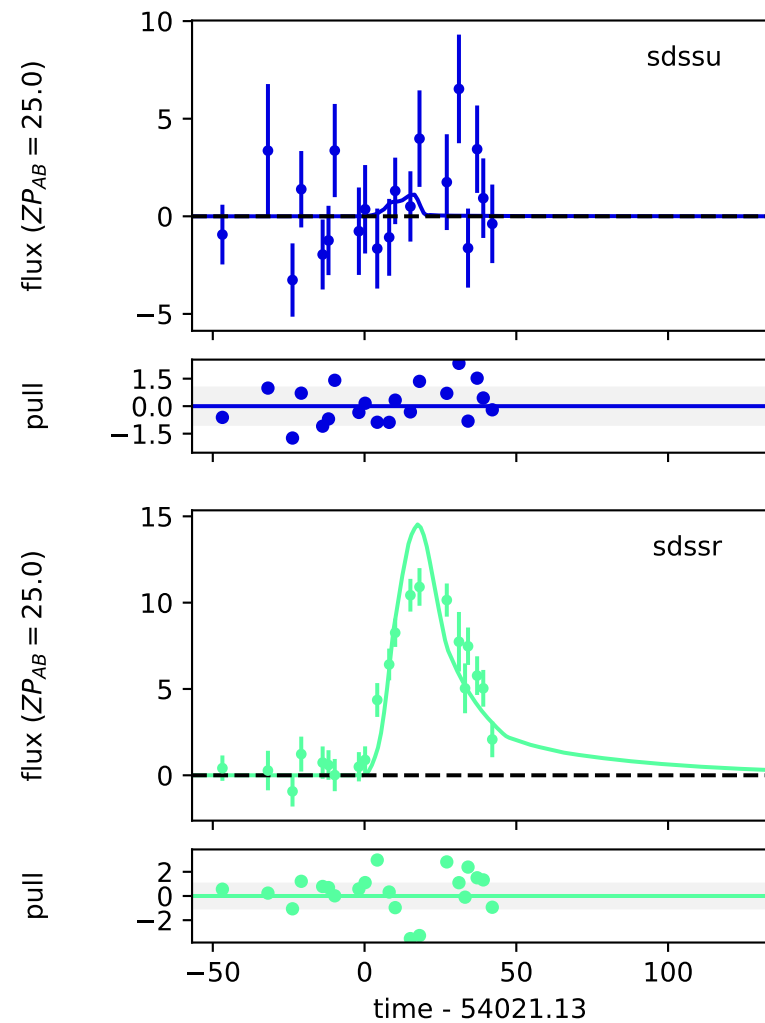 10
sdssu
5
0
−5
flux (ZP_AB = 25.0)
1.5
0.0
−1.5
pull
15
sdssr
10
5
0
flux (ZP_AB = 25.0)
2
0
−2
pull
−50 0 50 100
time - 54021.13